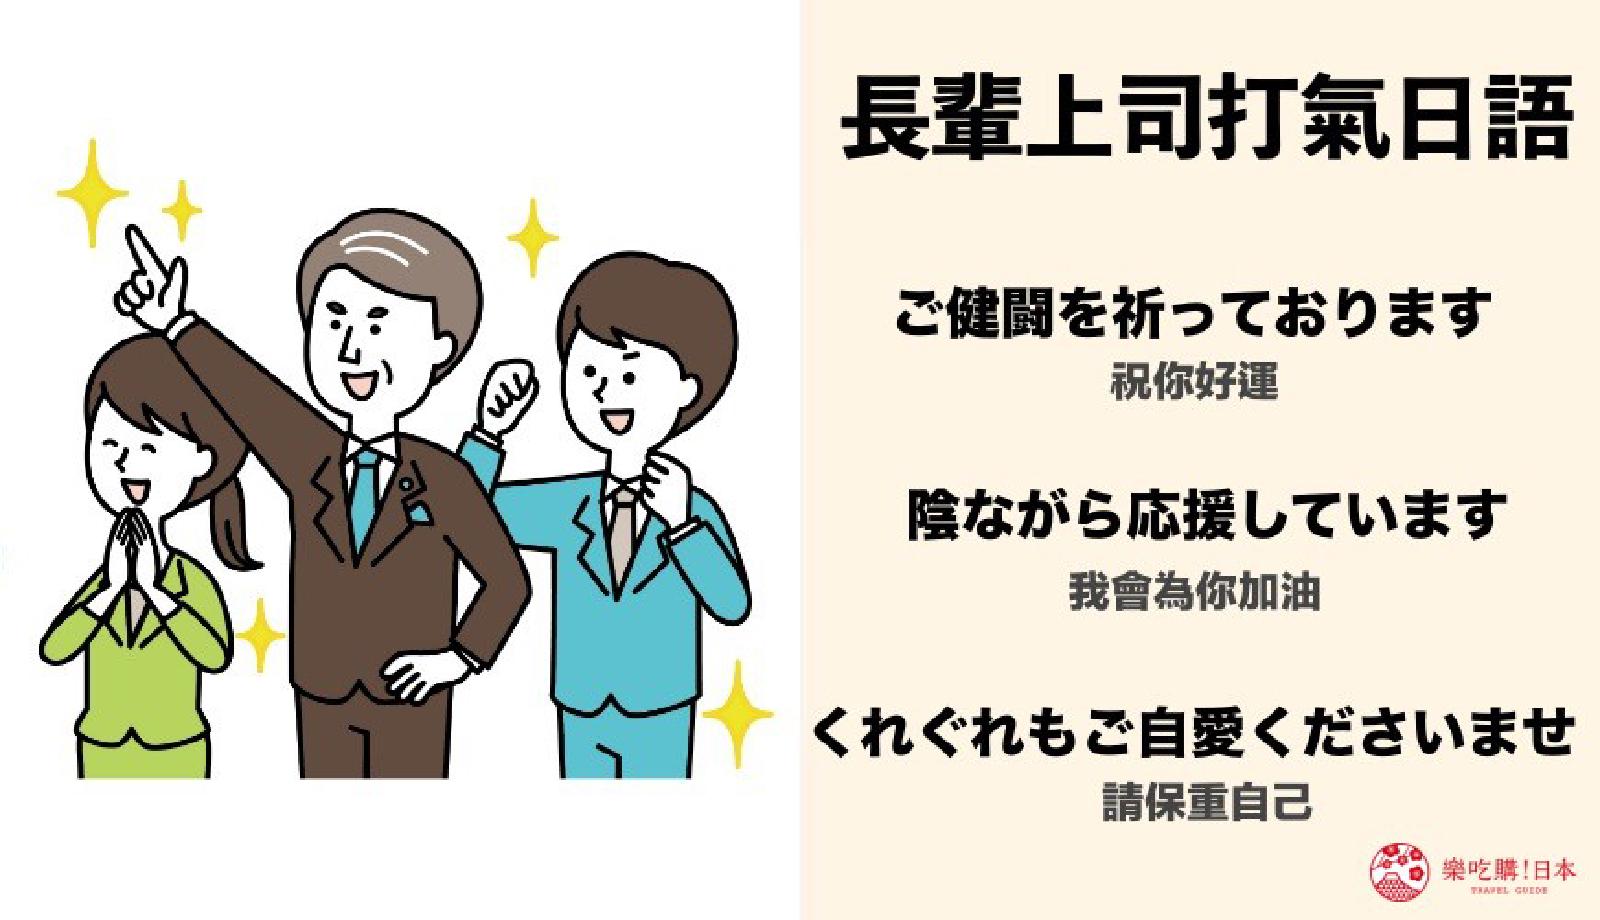 長輩上司打氣日語
ご健闘を祈っております
祝你好運
陰ながら応援しています
我會為你加油
くれぐれもご自愛くださいませ
請保重自己
樂吃購!日本
TRAVEL GUIDE